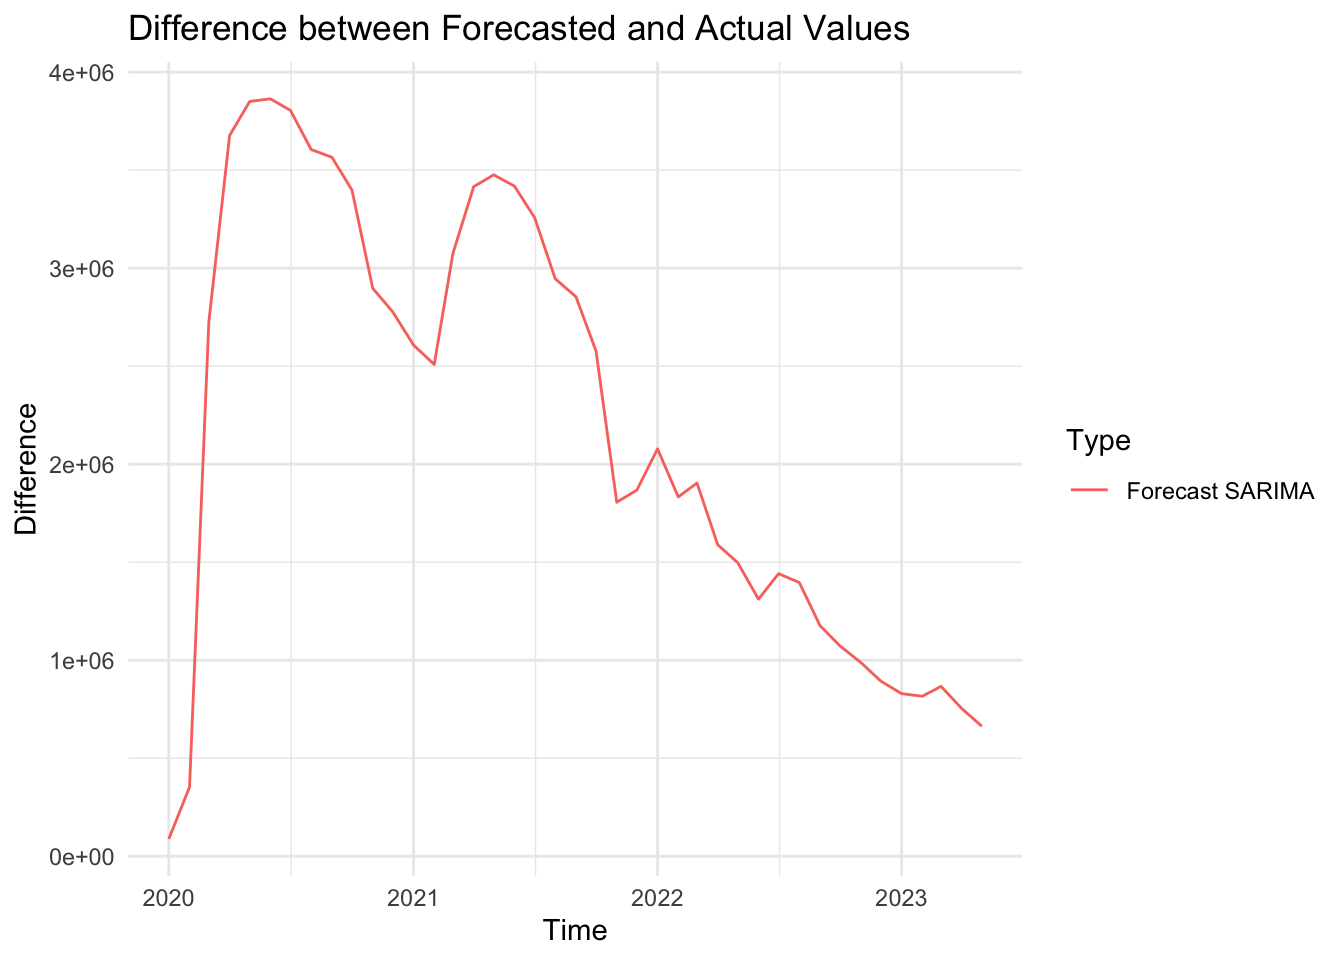 Difference between Forecasted and Actual Values
4e+06
3e+06
2e+06
1e+06
0e+00
Difference
2020
2021
2022
2023
Time
Type
Forecast SARIMA